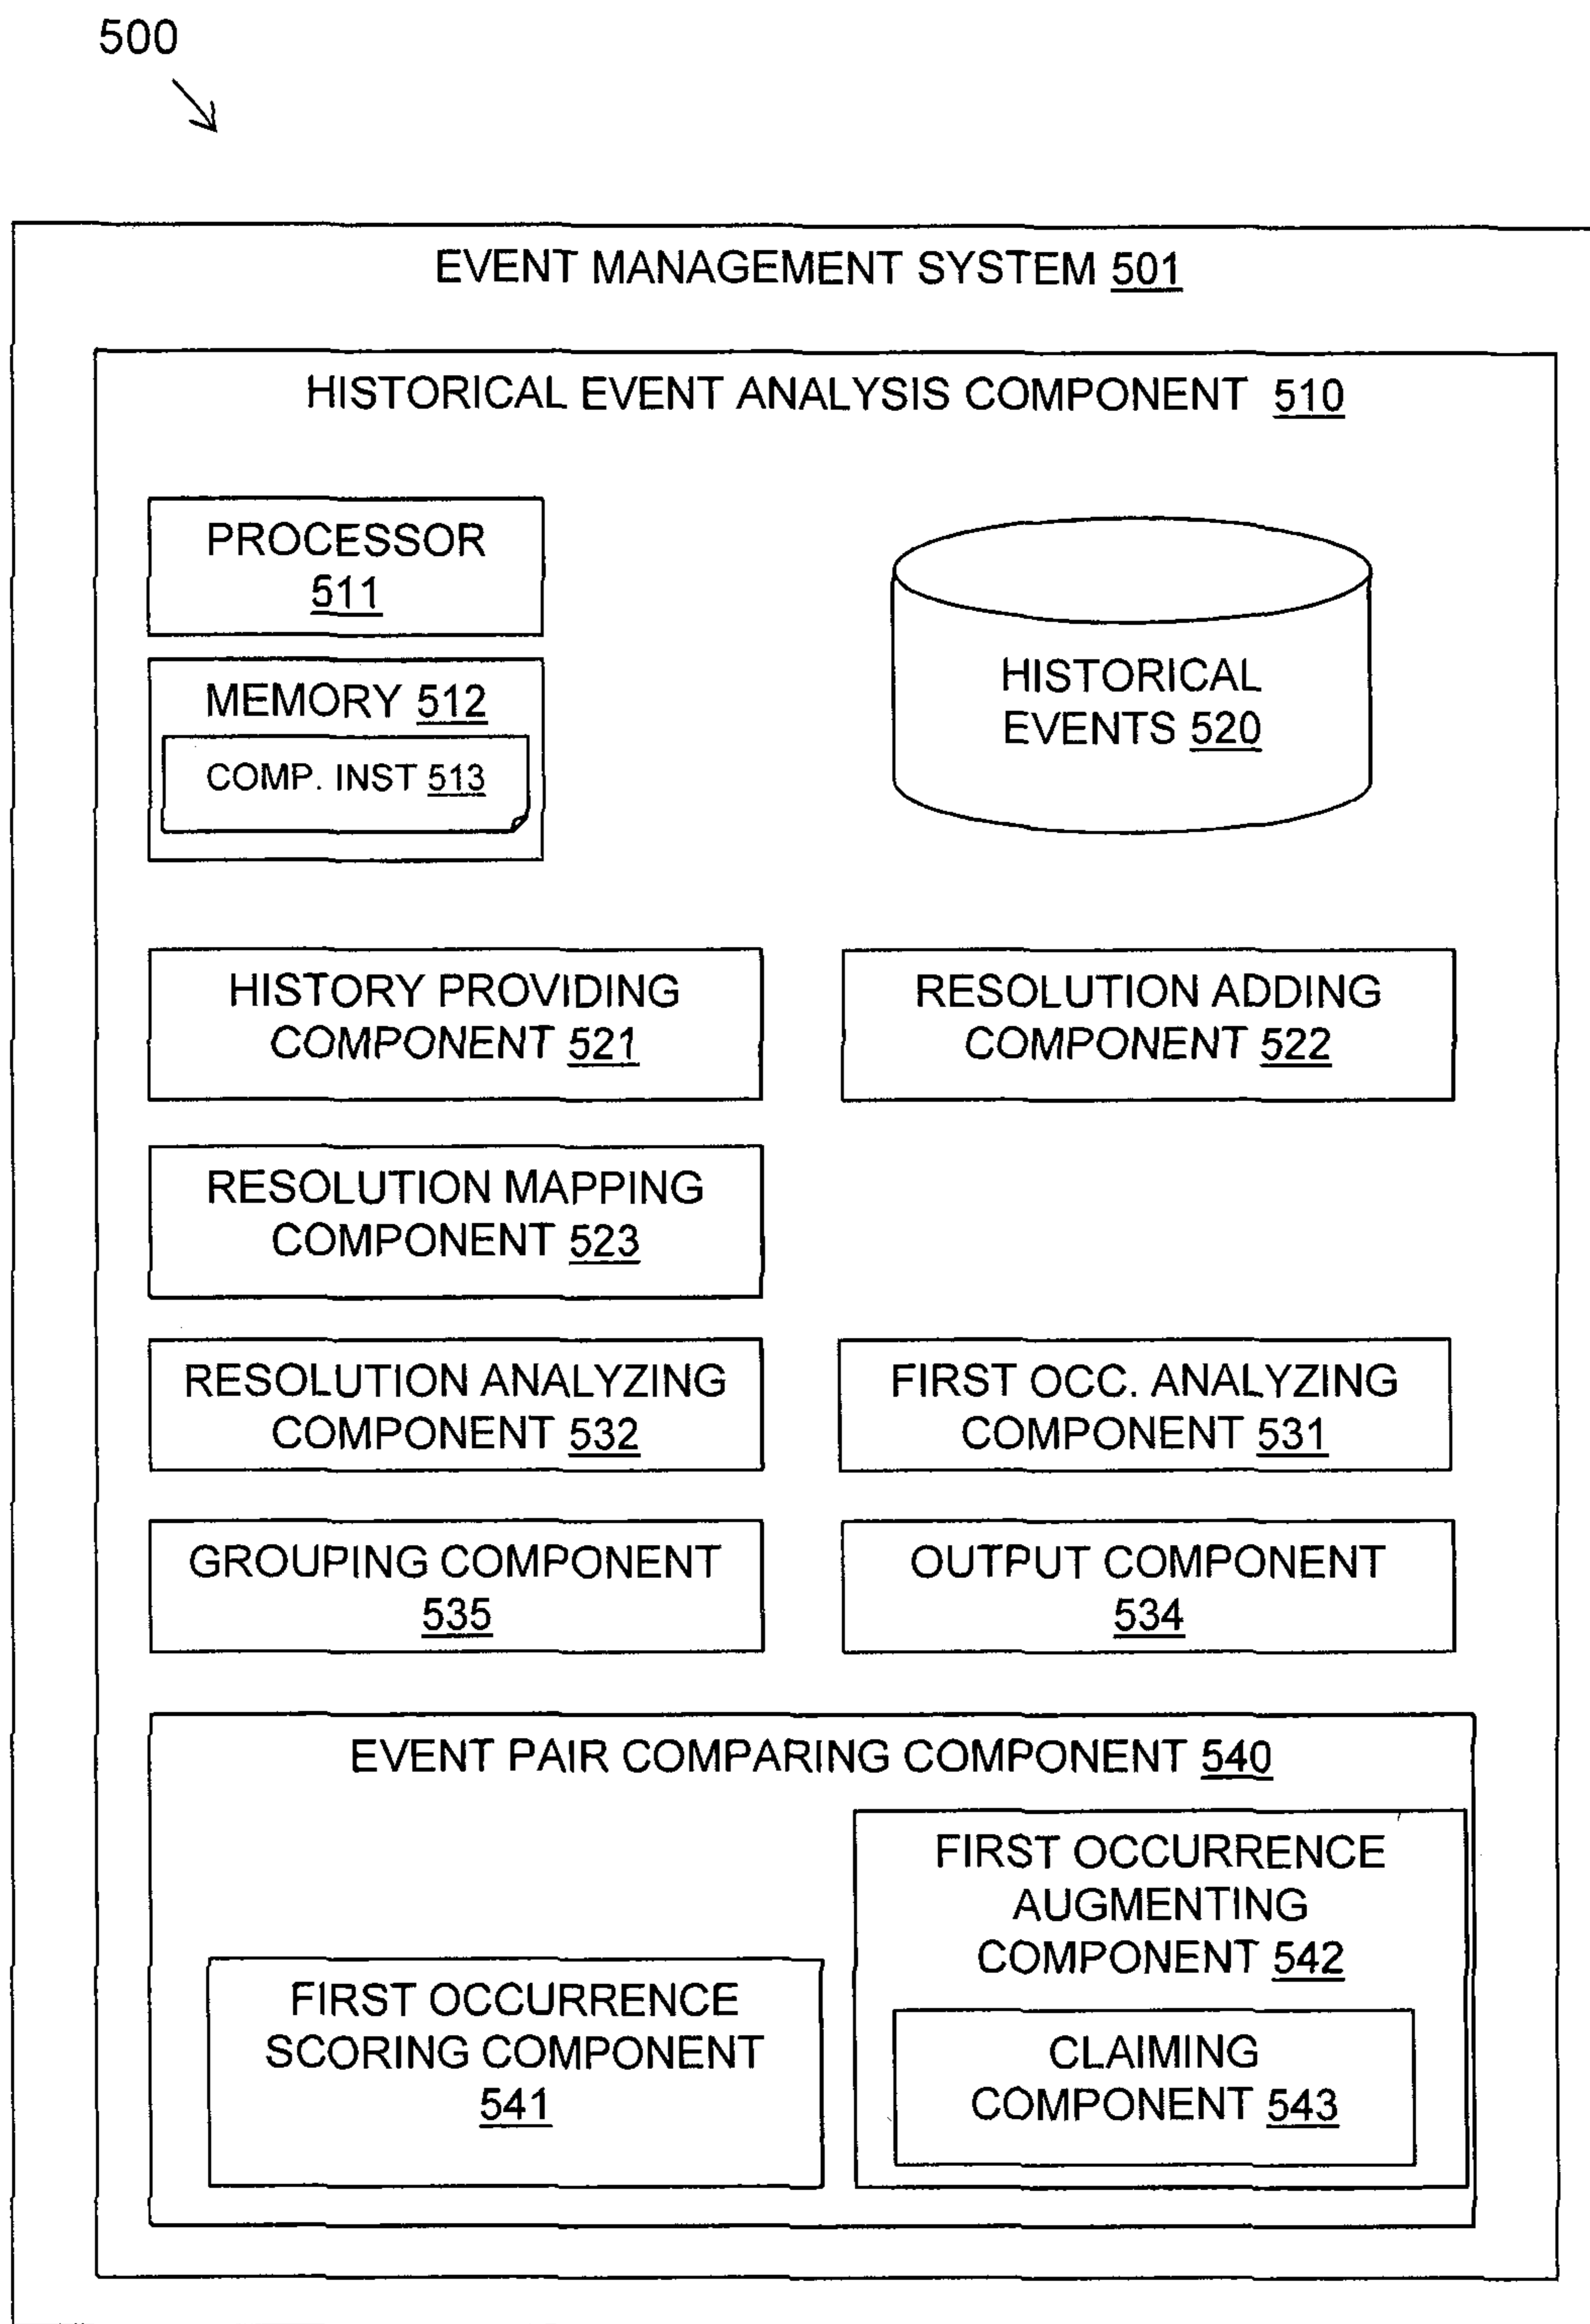 500
EVENT MANAGEMENT SYSTEM 501
HISTORICAL EVENT ANALYSIS COMPONENT 510
PROCESSOR
511
MEMORY 512
COMP. INST 513
HISTORICAL
EVENTS 520
HISTORY PROVIDING
COMPONENT 521
RESOLUTION ADDING
COMPONENT 522
RESOLUTION MAPPING
COMPONENT 523
RESOLUTION ANALYZING
COMPONENT 532
FIRST OCC. ANALYZING
COMPONENT 531
GROUPING COMPONENT
535
OUTPUT COMPONENT
534
EVENT PAIR COMPARING COMPONENT 540
FIRST OCCURRENCE
SCORING COMPONENT
541
FIRST OCCURRENCE
AUGMENTING
COMPONENT 542
CLAIMING
COMPONENT 543